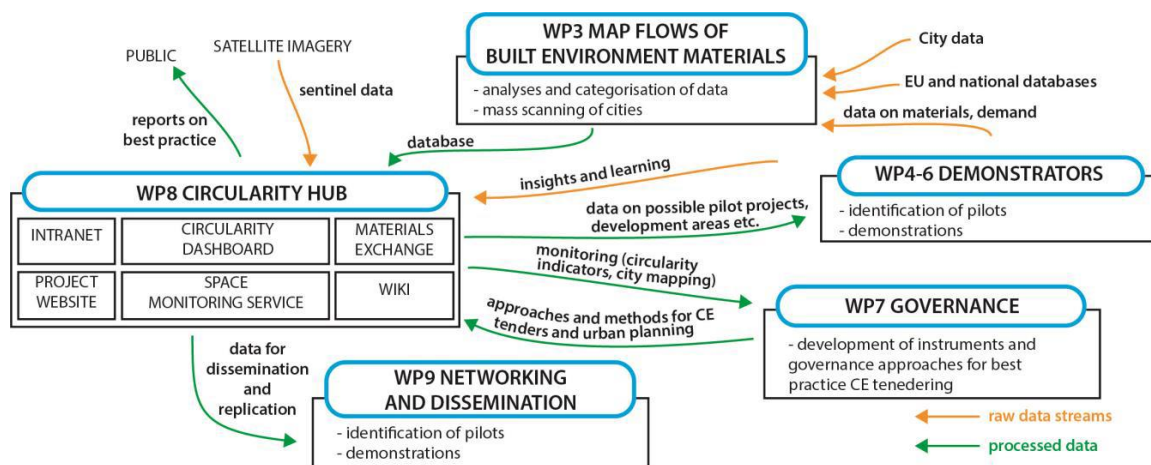 WP3 MAP FLOWS OF
BUILT ENVIRONMENT MATERIALS
- analyses and categorisation of data
- mass scanning of cities
City data
EU and national databases
data on materials, demand
PUBLIC
SATELLITE IMAGERY
sentinel data
reports on
best practice
database
insights and learning
WP8 CIRCULARITY HUB
INTRANET
CIRCULARITY
DASHBOARD
MATERIALS
EXCHANGE
PROJECT
WEBSITE
SPACE
MONITORING SERVICE
WIKI
WP4-6 DEMONSTRATORS
- identification of pilots
- demonstrations
data on possible pilot projects,
development areas etc.
monitoring (circularity
indicators, city mapping)
approaches and methods for CE
tenders and urban planning
WP7 GOVERNANCE
- development of instruments and
governance approaches for best
practice CE tenedering
data for
dissemination
and
replication
WP9 NETWORKING
AND DISSEMINATION
- identification of pilots
- demonstrations
raw data streams
processed data